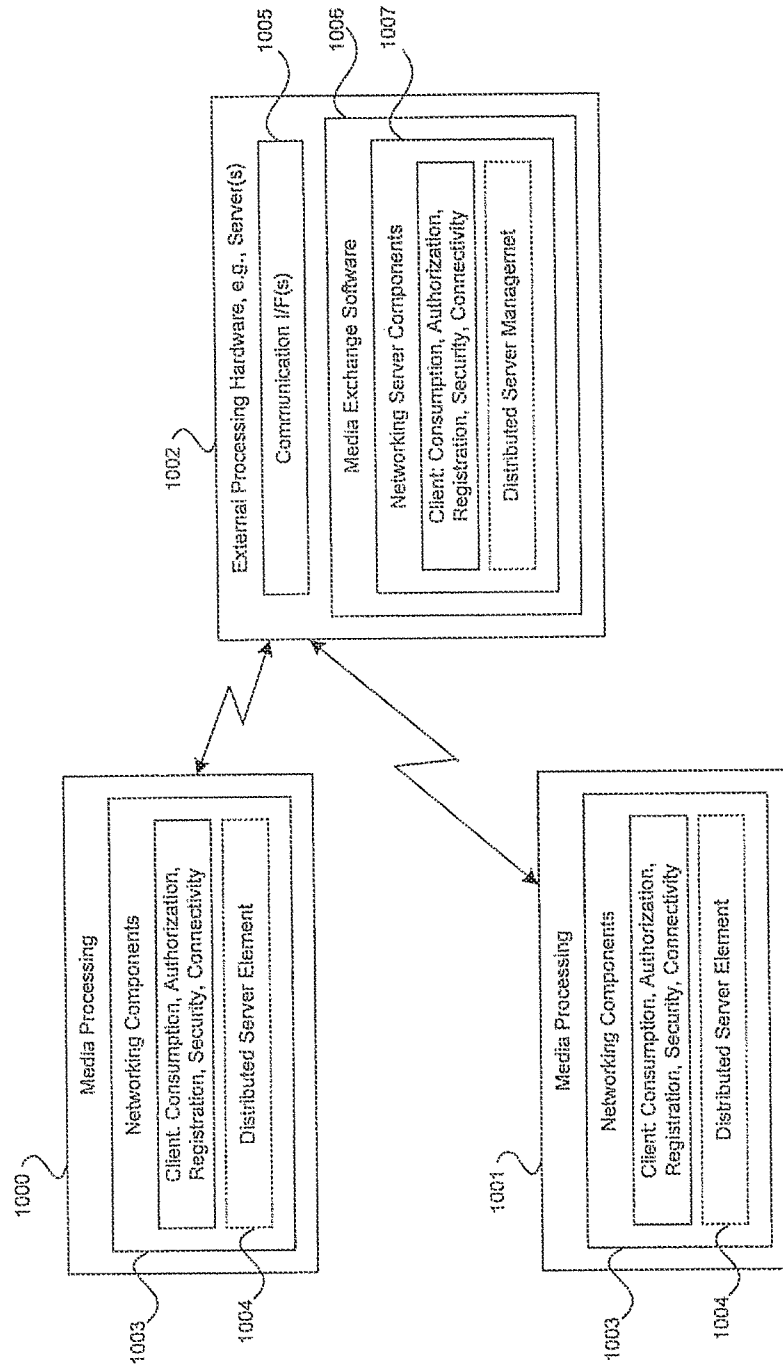 1000
Media Processing
Networking Components
Client: Consumption, Authorization,
Registration, Security, Connectivity
Distributed Server Element
1003
1004
1001
Media Processing
Networking Components
Client: Consumption, Authorization,
Registration, Security, Connectivity
Distributed Server Element
1003
1004
1002
External Processing Hardware, e.g., Server(s)
Communication I/F(s)
1005
Media Exchange Software
1006
Networking Server Components
1007
Client: Consumption, Authorization,
Registration, Security, Connectivity
Distributed Server Managemet